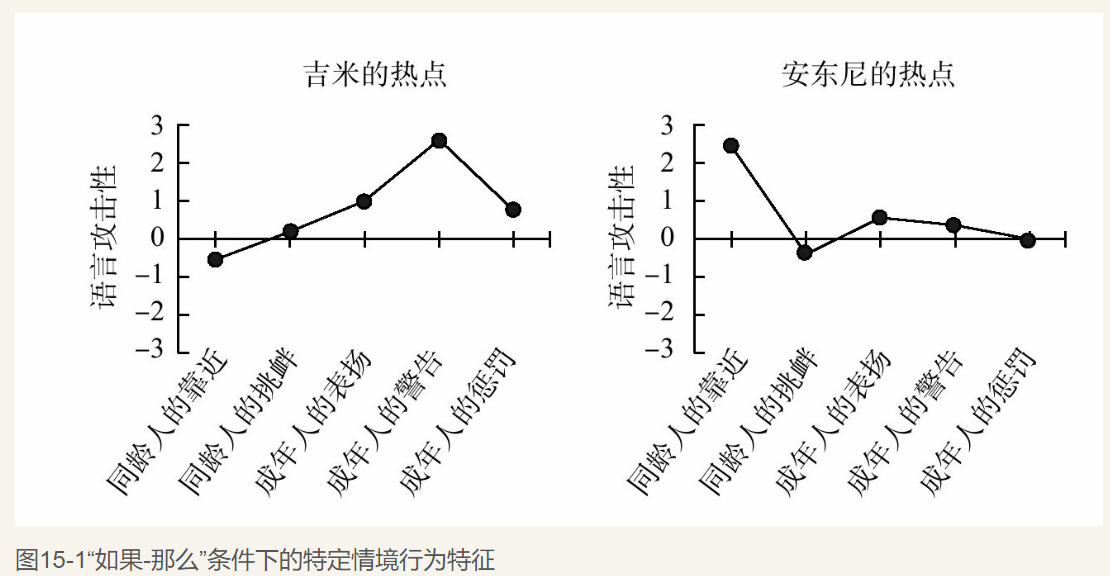 吉米的热点
语言攻击性
3
2
1
0
−1
−2
−3
同龄人的靠近
同龄人的挑衅
成年人的表扬
成年人的警告
成年人的惩罚
安东尼的热点
语言攻击性
3
2
1
0
−1
−2
−3
同龄人的靠近
同龄人的挑衅
成年人的表扬
成年人的警告
成年人的惩罚
图15-1“如果-那么”条件下的特定情境行为特征